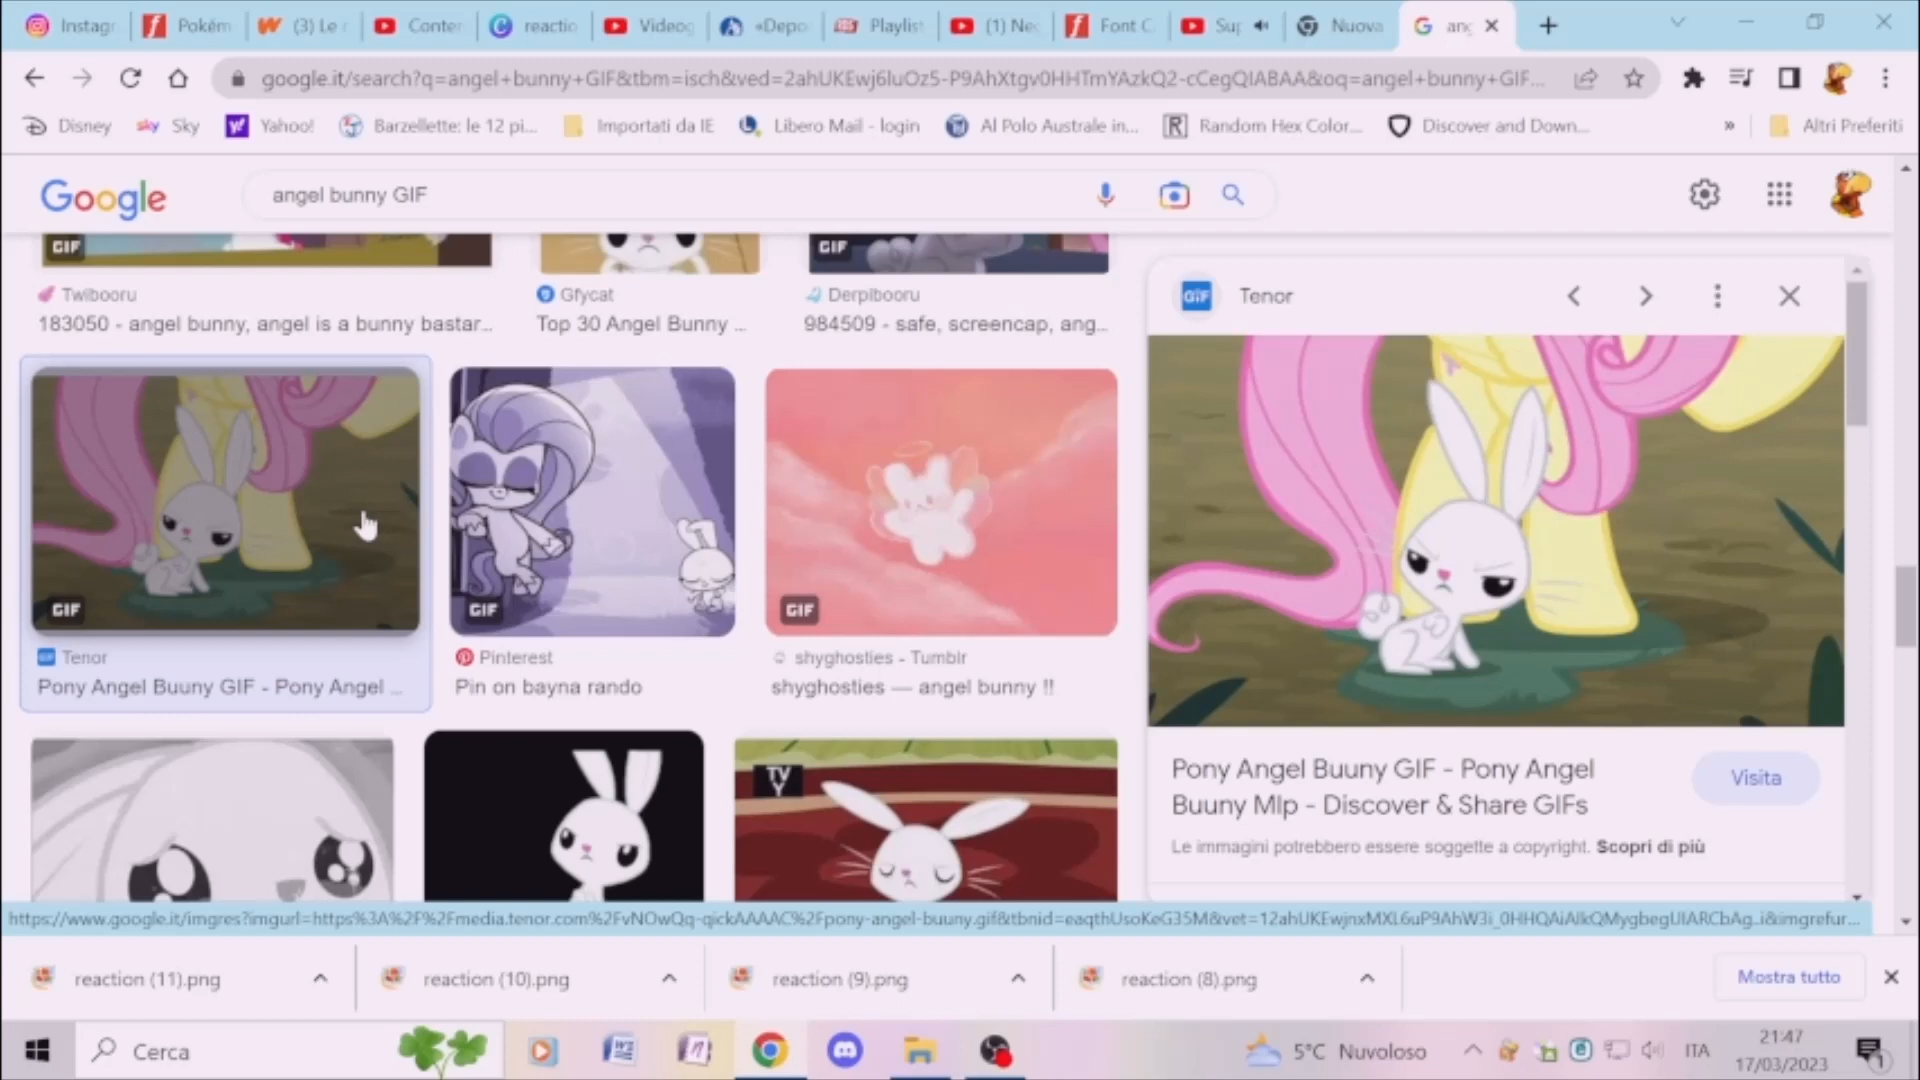 Instagr
Pokém
(3) Le r
Conten
reactio
Videog
«Depo
Playlist
(1) Nec
Font C
Sup
Nuova
ang
google.it/search?q=angel+bunny+GIF&tbm=isch&ved=2ahUKEwj6luOz5-P9AhXtgv0HHTmYAzkQ2-cCegQIABAA&oq=angel+bunny+GIF...
Disney
sky Sky
Yahoo!
Barzellette: le 12 pi...
Importati da IE
Libero Mail - login
Al Polo Australe in...
Random Hex Color...
Discover and Down...
»
Altri Preferiti
Google
angel bunny GIF
GIF
GIF
Twibooru
183050 - angel bunny, angel is a bunny bastar...
Gfycat
Top 30 Angel Bunny ...
Derpibooru
984509 - safe, screencap, ang...
GIF
Tenor
Pony Angel Buuny GIF - Pony Angel ...
GIF
Pinterest
Pin on bayna rando
GIF
shyghosties - Tumblr
shyghosties — angel bunny !!
TV
Y
GIF
Tenor
Pony Angel Buuny GIF - Pony Angel
Buuny Mlp - Discover & Share GIFs
Visita
Le immagini potrebbero essere soggette a copyright. Scopri di più
reaction (11).png
reaction (10).png
reaction (9).png
reaction (8).png
Mostra tutto
Cerca
5°C Nuvoloso
ITA
21:47
17/03/2023
1